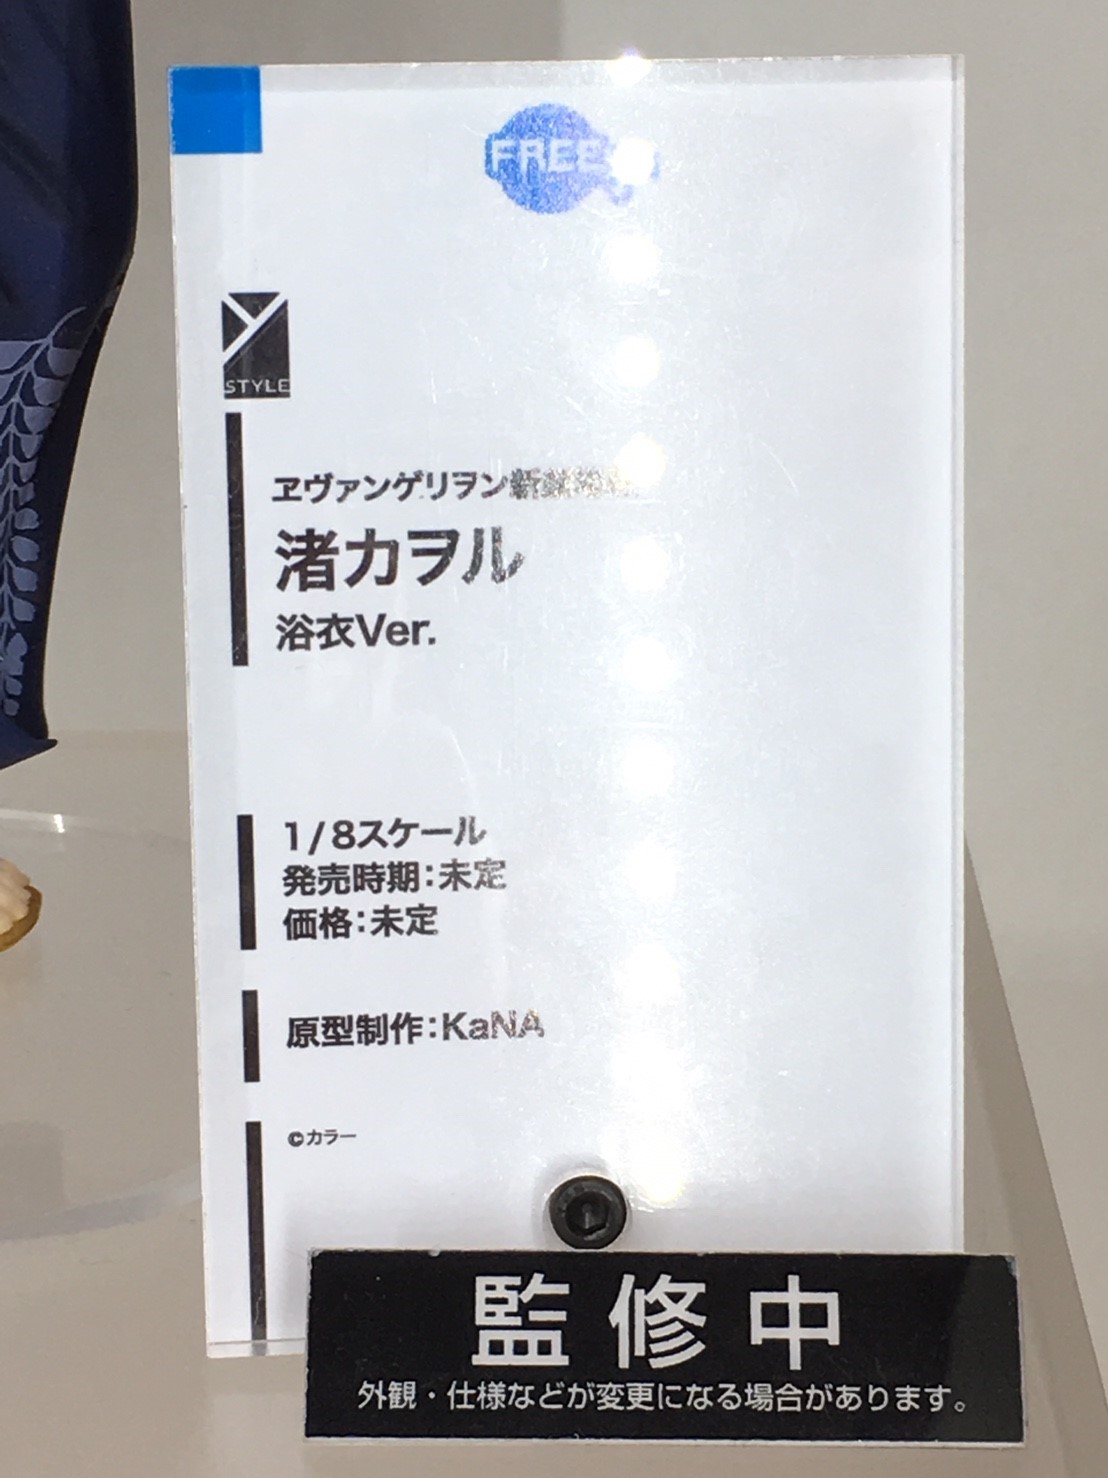 FREE
STYLE
ヱヴァンゲリヲン新
渚カヲル
浴衣Ver.
1/8スケール
発売時期:未定
価格:未定
原型制作:KaNA
©カラー
監修中
外観・仕様などが変更になる場合があります。